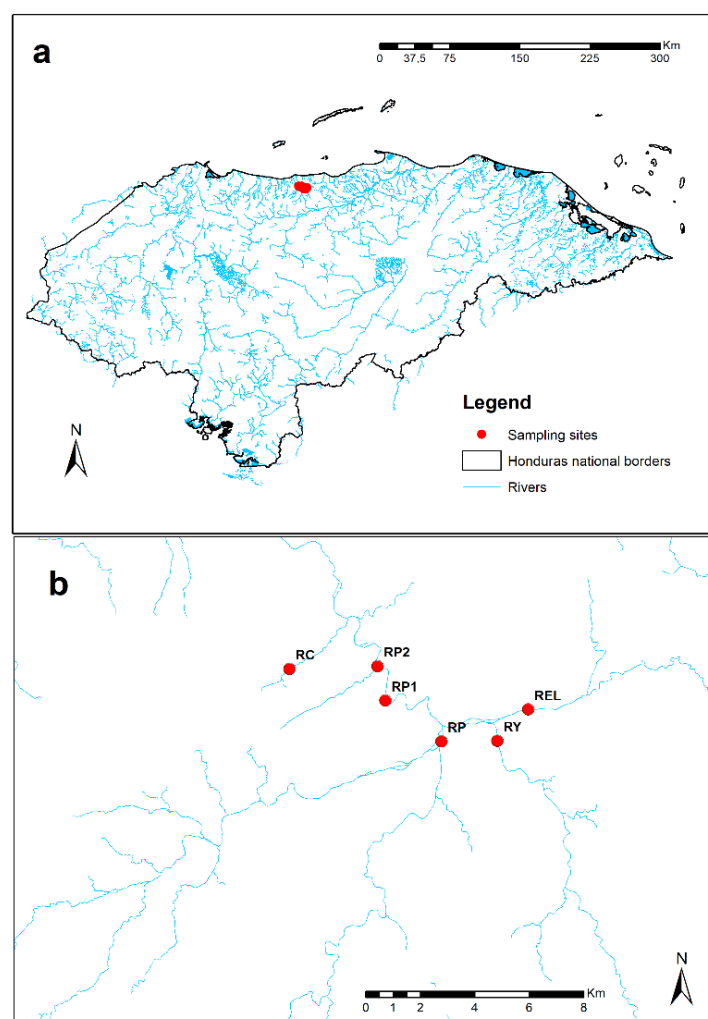 a
Km
0 37.5 75 150 225 300
Legend
Sampling sites
Honduras national borders
Rivers
N
b
RC
RP2
RP1
REL
RP
RY
Km
0 1 2 4 6 8
N